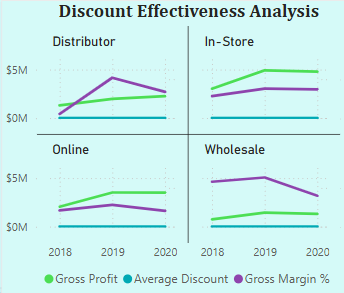 Discount Effectiveness Analysis
Distributor
In-Store
$5M
$0M
Online
Wholesale
$5M
$0M
2018 2019 2020 2018 2019 2020
Gross Profit Average Discount Gross Margin %